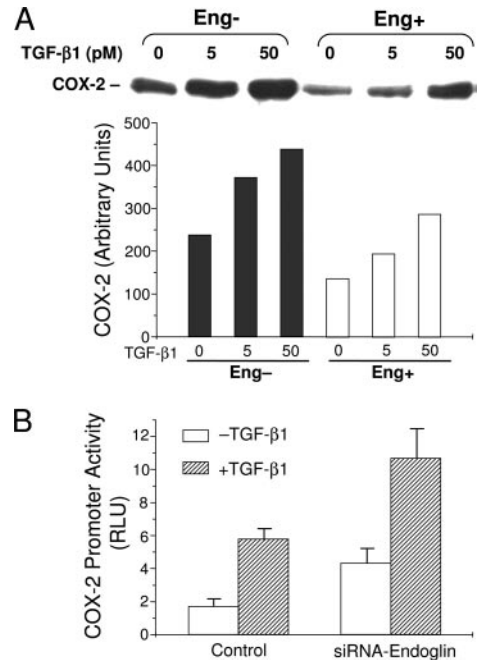 A
Eng- Eng+
TGF-β1 (pM) 0 5 50 0 5 50
COX-2 –
COX-2 (Arbitrary Units)
500
400
300
200
100
0
TGF-β1 0 5 50 0 5 50
Eng– Eng+
B
COX-2 Promoter Activity
(RLU)
12
10
8
6
4
2
0
–TGF-β1
+TGF-β1
Control siRNA-Endoglin